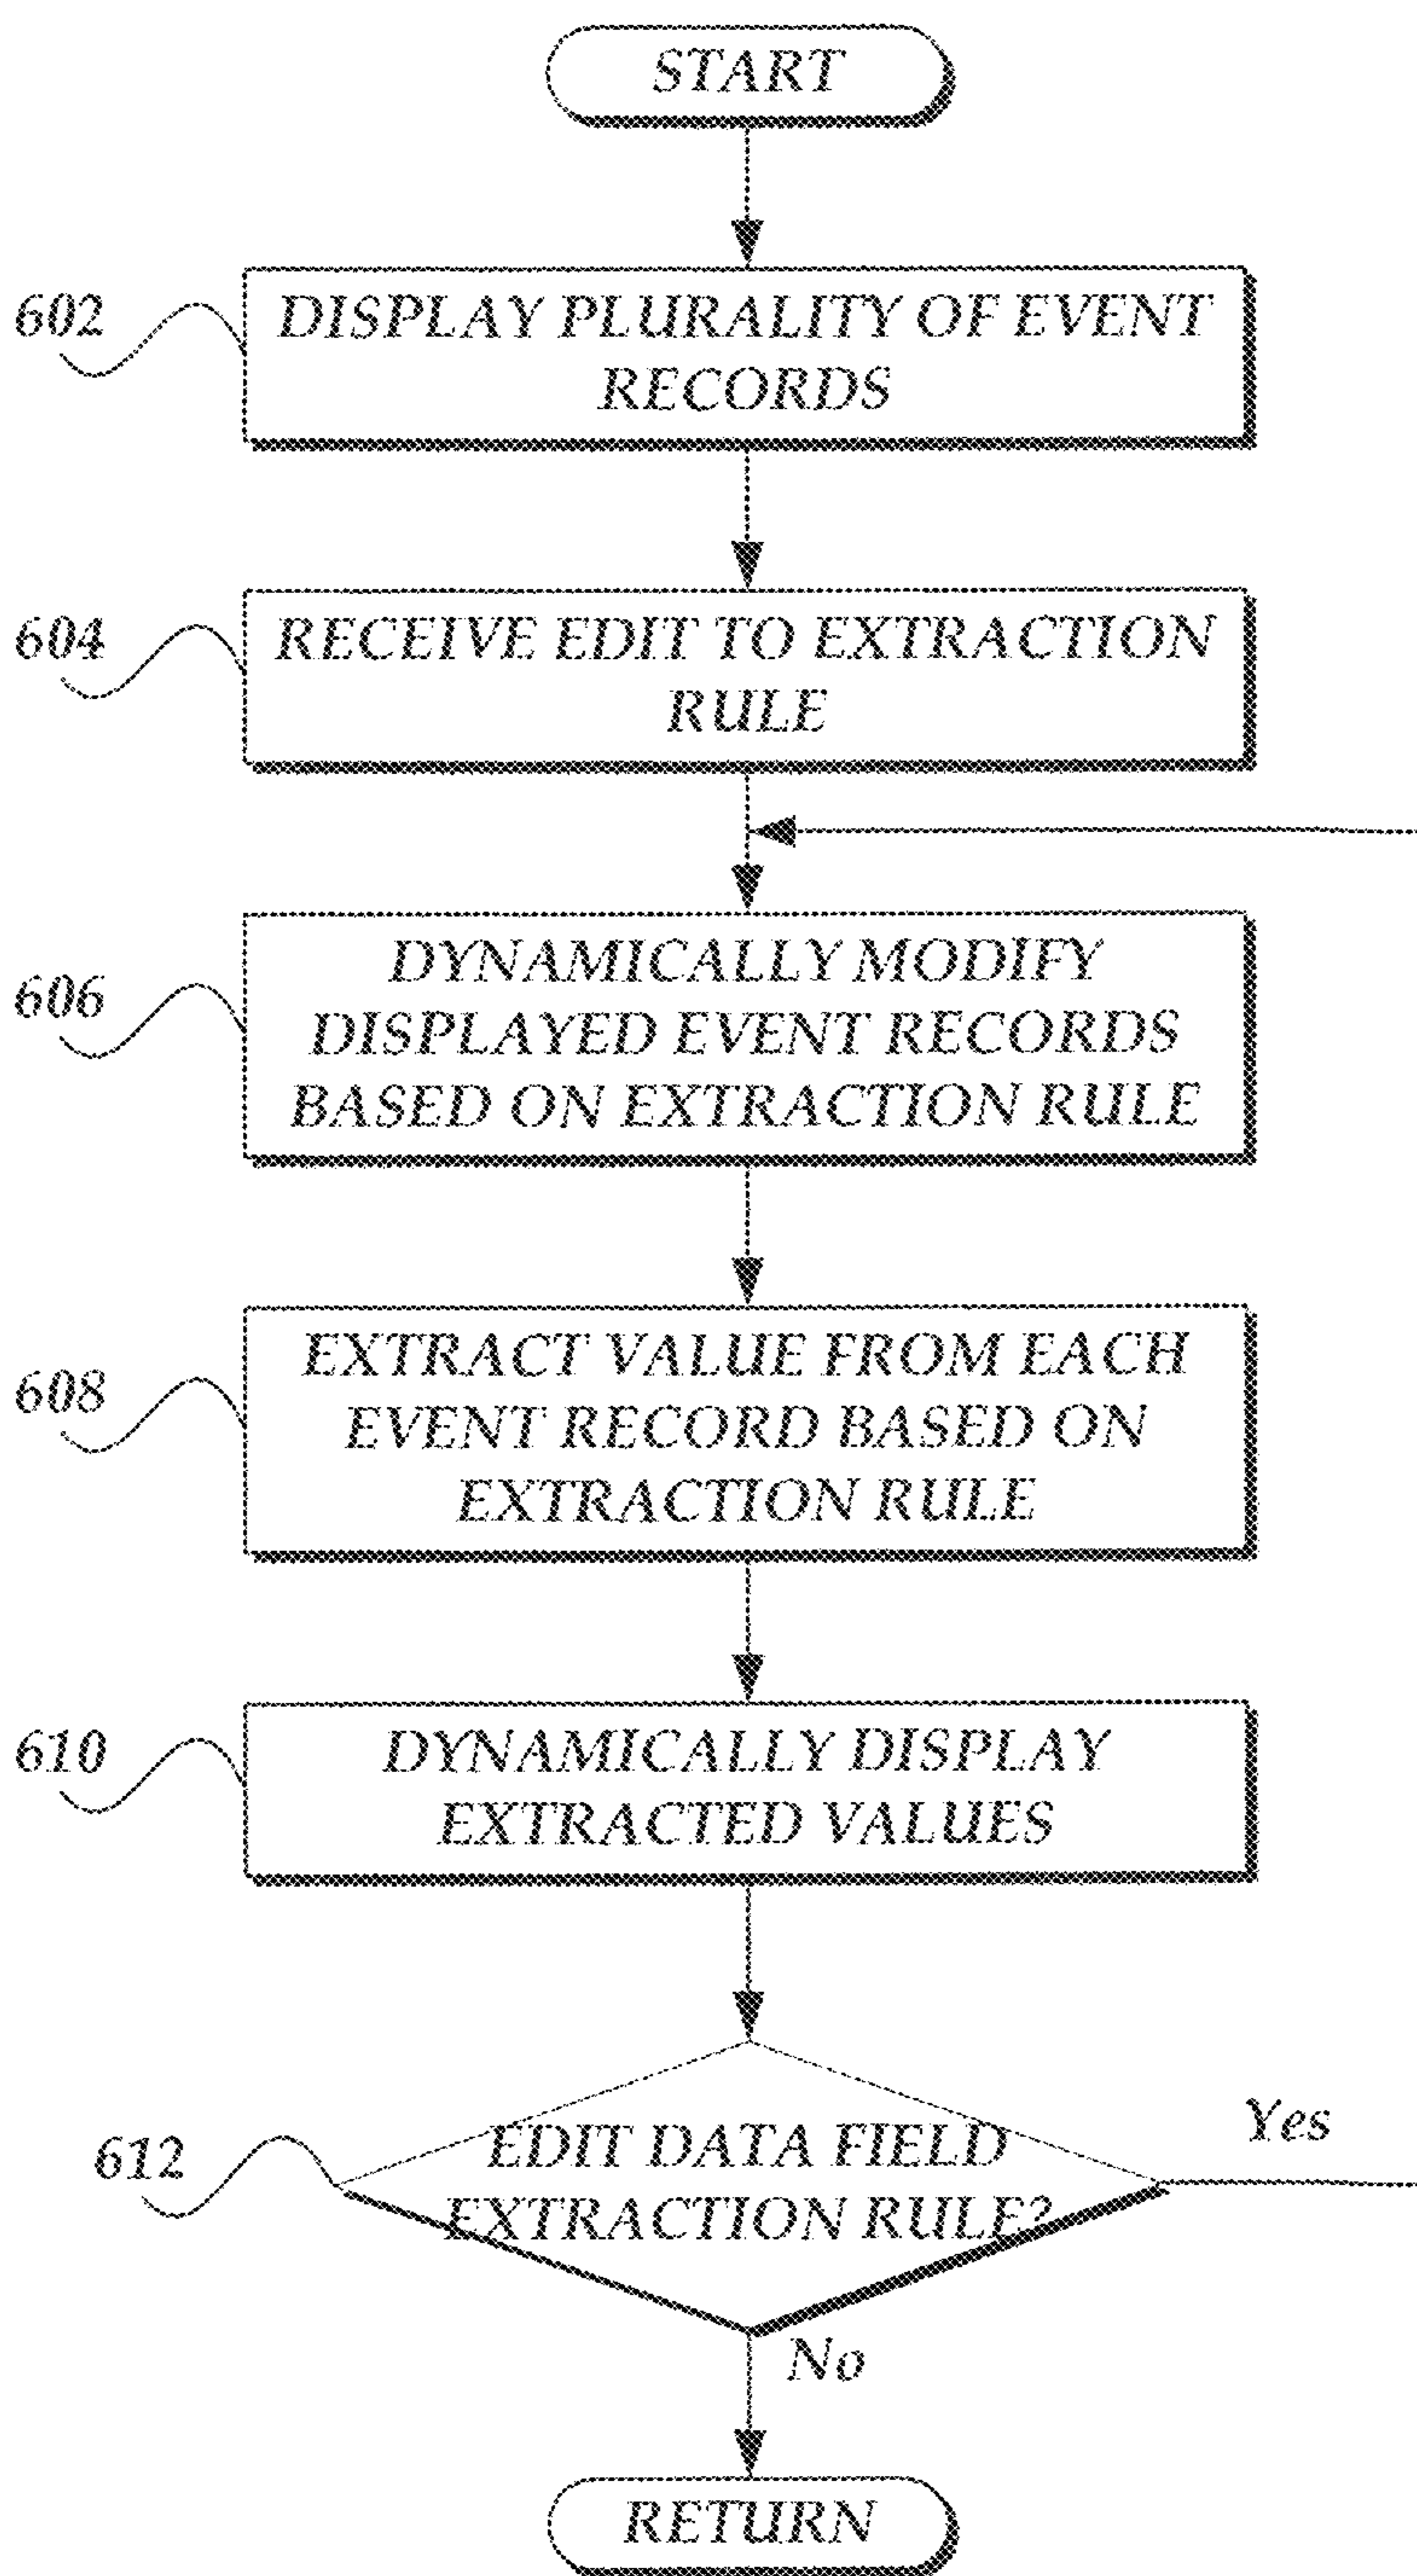 START
602
DISPLAY PLURALITY OF EVENT
RECORDS
604
RECEIVE EDIT TO EXTRACTION
RULE
606
DYNAMICALLY MODIFY
DISPLAYED EVENT RECORDS
BASED ON EXTRACTION RULE
608
EXTRACT VALUE FROM EACH
EVENT RECORD BASED ON
EXTRACTION RULE
610
DYNAMICALLY DISPLAY
EXTRACTED VALUES
612
EDIT DATA FIELD
EXTRACTION RULE?
Yes
No
RETURN